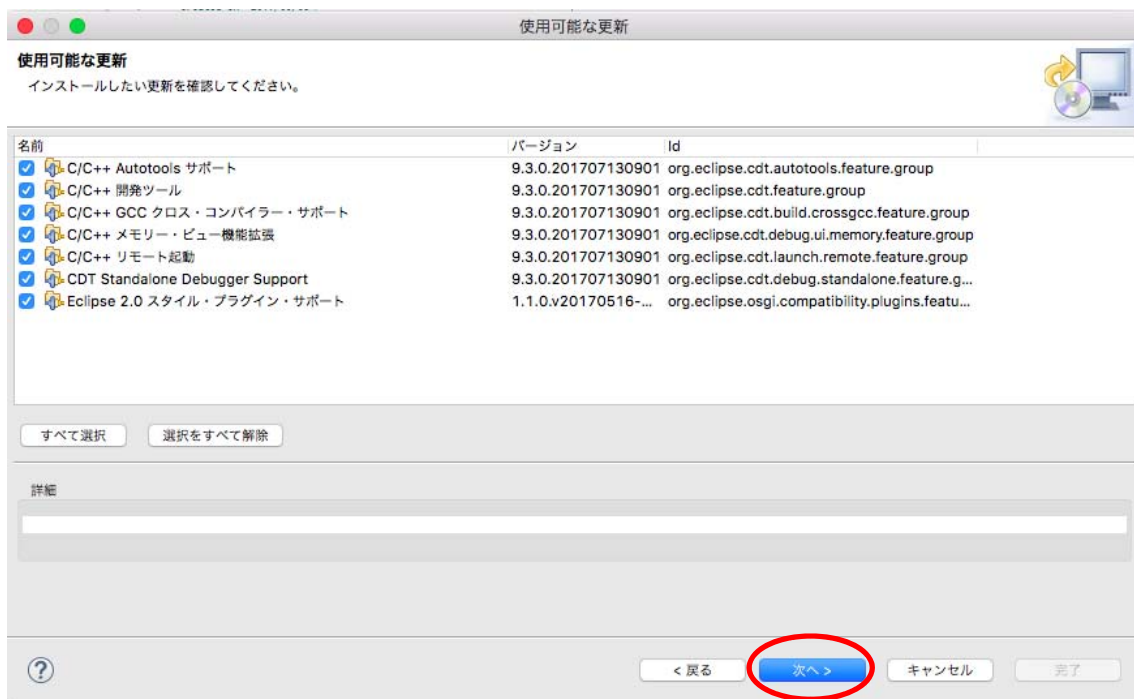 使用可能な更新
使用可能な更新
インストールしたい更新を確認してください。
名前 バージョン Id
C/C++ Autotools サポート 9.3.0.201707130901 org.eclipse.cdt.autotools.feature.group
C/C++ 開発ツール 9.3.0.201707130901 org.eclipse.cdt.feature.group
C/C++ GCC クロス・コンパイラー・サポート 9.3.0.201707130901 org.eclipse.cdt.build.crossgcc.feature.group
C/C++ メモリー・ビュー機能拡張 9.3.0.201707130901 org.eclipse.cdt.debug.ui.memory.feature.group
C/C++ リモート起動 9.3.0.201707130901 org.eclipse.cdt.launch.remote.feature.group
CDT Standalone Debugger Support 9.3.0.201707130901 org.eclipse.cdt.debug.standalone.feature.g...
Eclipse 2.0 スタイル・プラグイン・サポート 1.1.0.v20170516-... org.eclipse.osgi.compatibility.plugins.featu...
すべて選択 選択をすべて解除
詳細
? < 戻る 次へ > キャンセル 完了